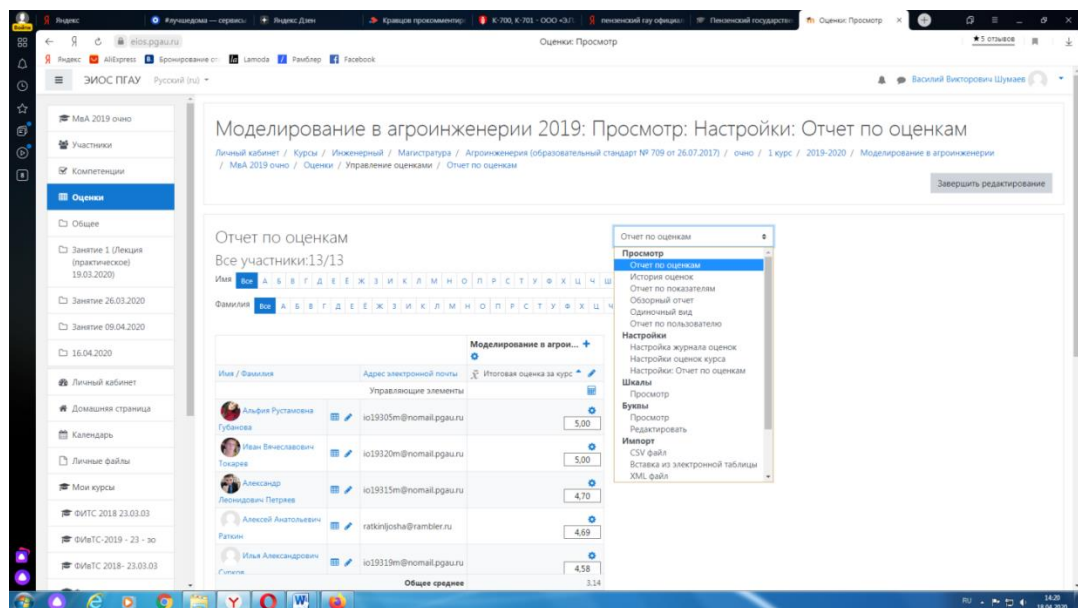 Яндекс
#лучшедома — сервисы
Яндекс Дзен
Кравцов прокомментир
К-700, К-701 - ООО «ЭЛ
пензенский гау официал
Пензенский государстве
Оценки: Просмотр
Войти
eios.pgau.ru
Оценки: Просмотр
★ 5 отзывов
Яндекс
AliExpress
Бронирование от
Lamoda
Рамблер
Facebook
ЭИОС ПГАУ
Русский (ru)
Василий Викторович Шумаев
МвА 2019 очно
Участники
Компетенции
Оценки
Общее
Занятие 1 (Лекция
(практическое)
19.03.2020)
Занятие 26.03.2020
Занятие 09.04.2020
16.04.2020
Личный кабинет
Домашняя страница
Календарь
Личные файлы
Мои курсы
ФИТС 2018 23.03.03
ФИвТС-2019 - 23 - зо
ФИвТС 2018- 23.03.03
Моделирование в агроинженерии 2019: Просмотр: Настройки: Отчет по оценкам
Личный кабинет / Курсы / Инженерный / Магистратура / Агроинженерия (образовательный стандарт № 709 от 26.07.2017) / очно / 1 курс / 2019-2020 / Моделирование в агроинженерии
/ МвА 2019 очно / Оценки / Управление оценками / Отчет по оценкам
Завершить редактирование
Отчет по оценкам
Все участники:13/13
Имя Все А Б В Г Д Е Ё Ж З И К Л М Н О П Р С Т У Ф Х Ц Ч Ш
Фамилия Все А Б В Г Д Е Ё Ж З И К Л М Н О П Р С Т У Ф Х Ц Ч
Моделирование в агрои...
Имя / Фамилия
Адрес электронной почты
Итоговая оценка за курс
Управляющие элементы
Альфия Рустамовна
Губанова
io19305m@nomail.pgau.ru
5,00
Иван Вячеславович
Токарев
io19320m@nomail.pgau.ru
5,00
Александр
Леонидович Петряев
io19315m@nomail.pgau.ru
4,70
Алексей Анатольевич
Раткин
ratkinljosha@rambler.ru
4,69
Илья Александрович
io19319m@nomail.pgau.ru
4,58
Общее среднее
3,14
Отчет по оценкам
Просмотр
Отчет по оценкам
История оценок
Отчет по показателям
Обзорный отчет
Одиночный вид
Отчет по пользователю
Настройки
Настройка журнала оценок
Настройки оценок курса
Настройки: Отчет по оценкам
Шкалы
Просмотр
Буквы
Просмотр
Редактировать
Импорт
CSV файл
Вставка из электронной таблицы
XML файл
RU
14:28
18.04.2020